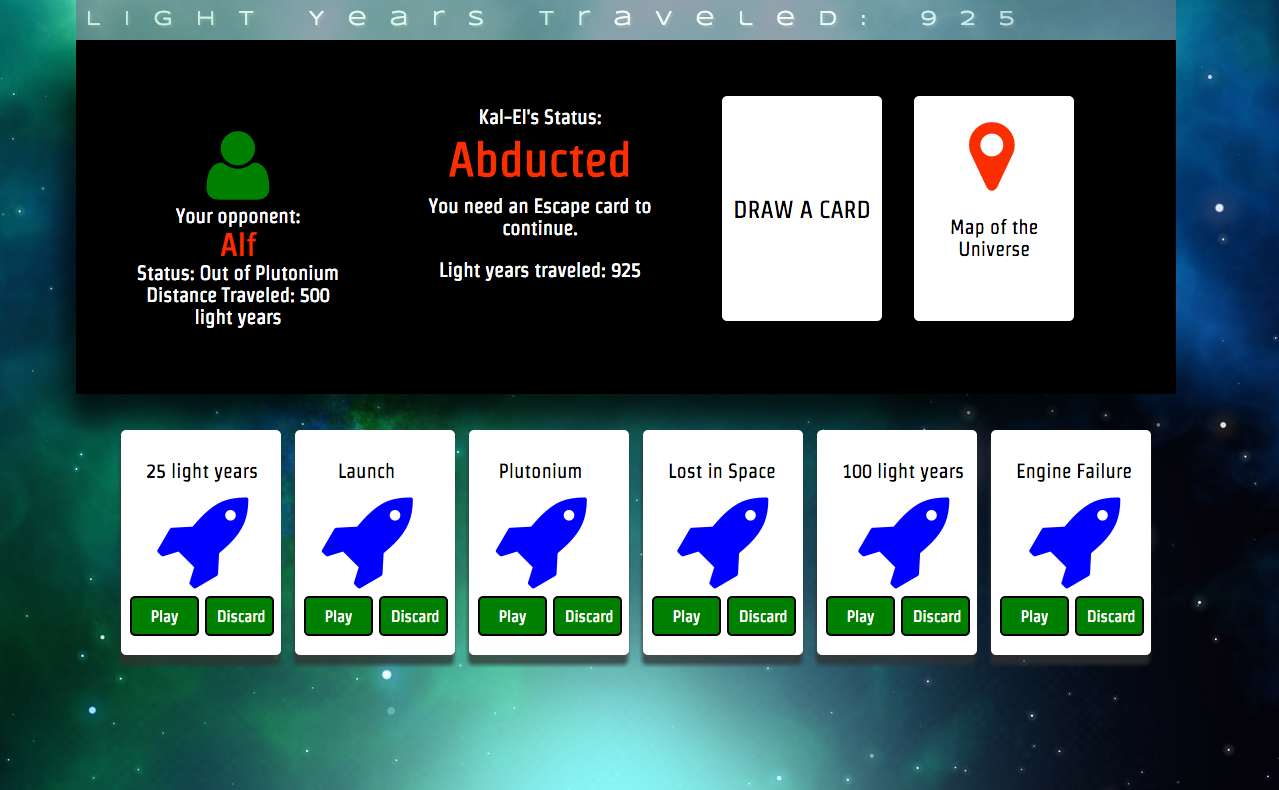 Light Years Traveled: 925
Your opponent:
Alf
Status: Out of Plutonium
Distance Traveled: 500
light years
Kal-El's Status:
Abducted
You need an Escape card to
continue.
Light years traveled: 925
DRAW A CARD
Map of the
Universe
25 light years
Play Discard
Launch
Play Discard
Plutonium
Play Discard
Lost in Space
Play Discard
100 light years
Play Discard
Engine Failure
Play Discard